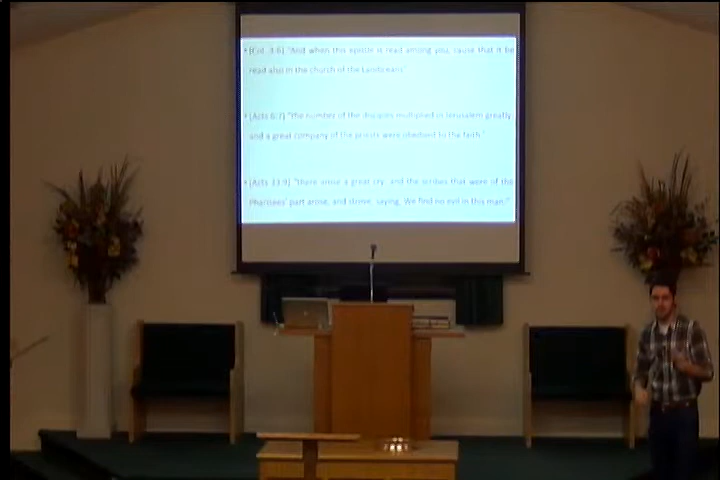 • (Col. 4:6) "And when this epistle is read among you, cause that it be
read also in the church of the Laodiceans"
• (Acts 6:7) "the number of the disciples multiplied in Jerusalem greatly,
and a great company of the priests were obedient to the faith."
• (Acts 23:9) "there arose a great cry: and the scribes that were of the
Pharisees' part arose, and strove, saying, We find no evil in this man."